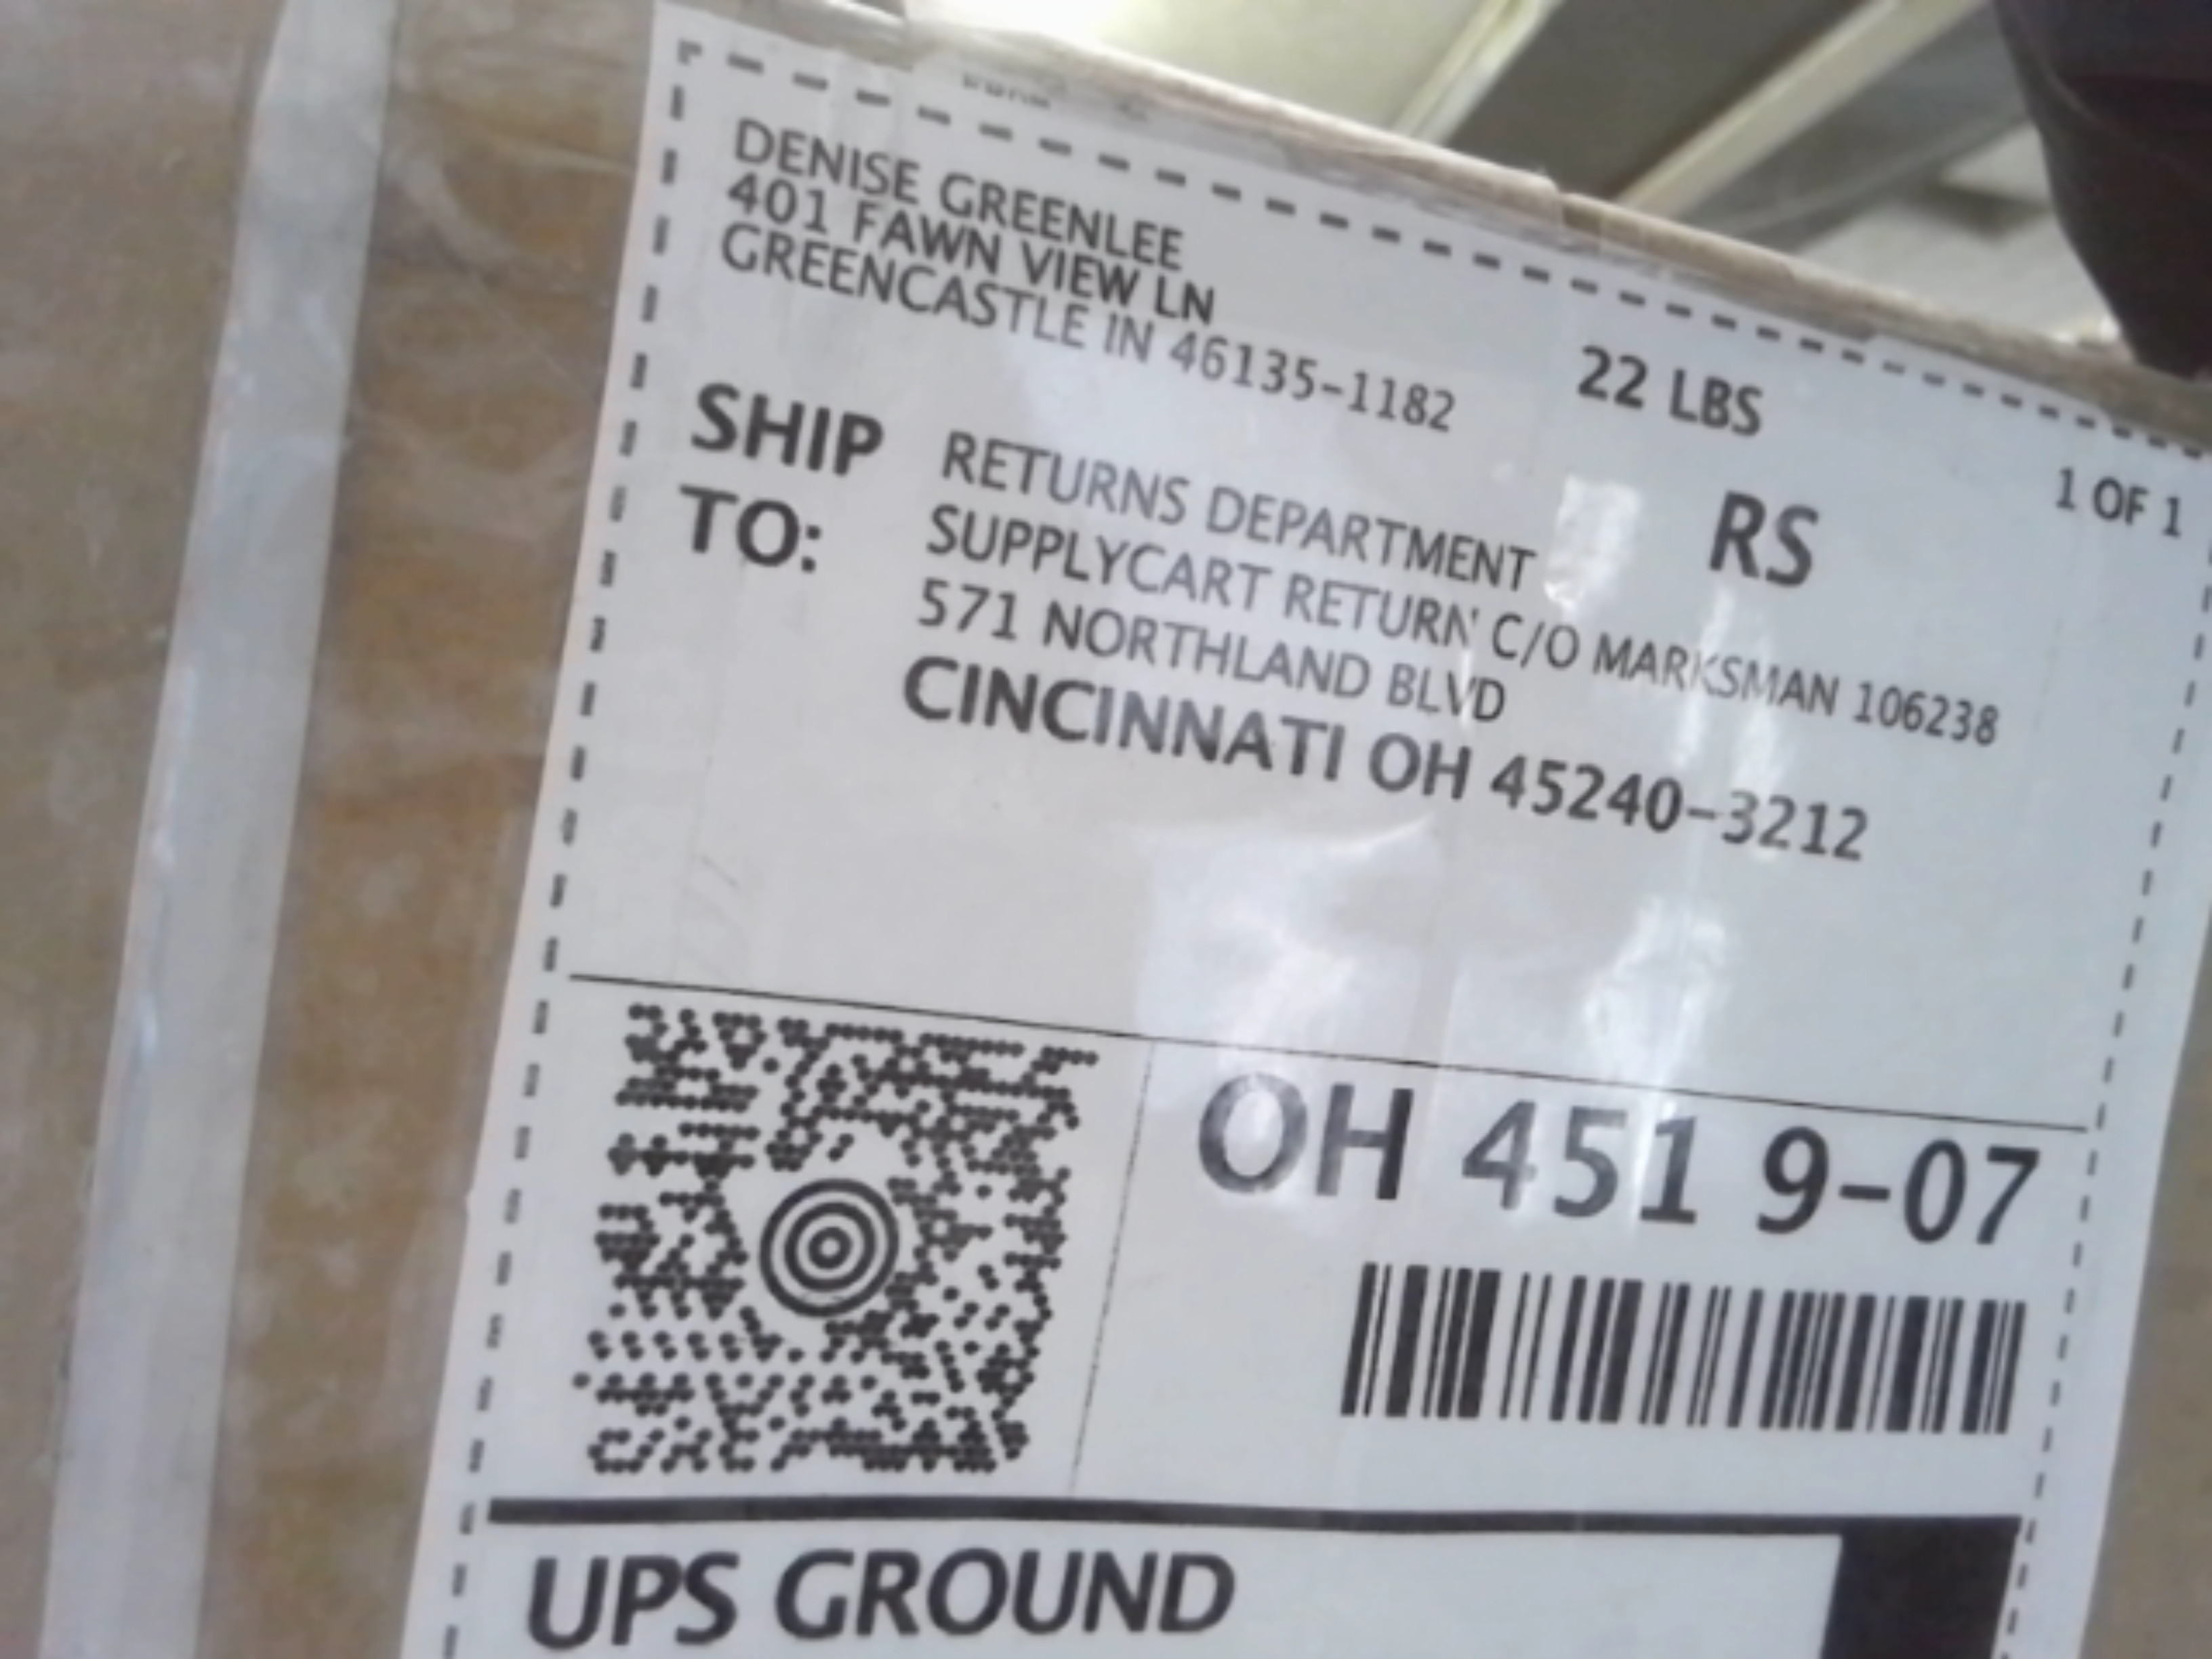 DENISE GREENLEE
401 FAWN VIEW LN
GREENCASTLE IN 46135-1182
22 LBS
1 OF 1
RS
SHIP
TO:
RETURNS DEPARTMENT
SUPPLYCART RETURN C/O MARKSMAN 106238
571 NORTHLAND BLVD
CINCINNATI OH 45240-3212
OH 451 9-07
UPS GROUND